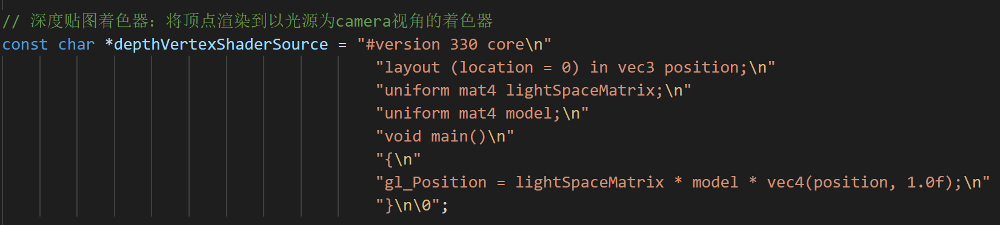 // 深度贴图着色器：将顶点渲染到以光源为camera视角的着色器
const char *depthVertexShaderSource = "#version 330 core\n"
"layout (location = 0) in vec3 position;\n"
"uniform mat4 lightSpaceMatrix;\n"
"uniform mat4 model;\n"
"void main()\n"
"{\n"
"gl_Position = lightSpaceMatrix * model * vec4(position, 1.0f);\n"
"}\n\0";